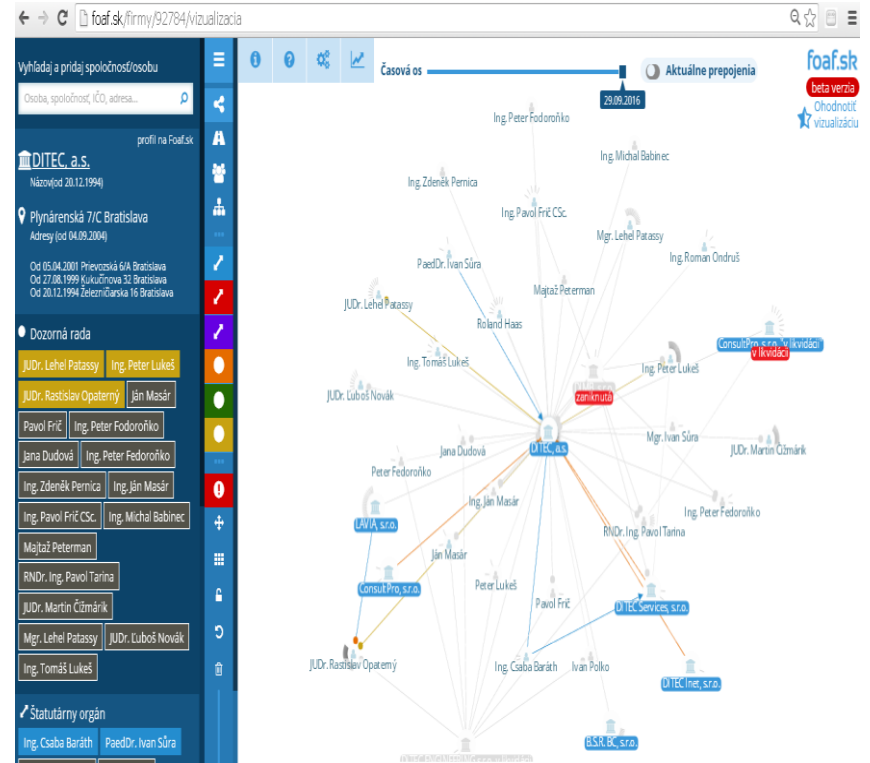 foaf.sk/firmy/92784/vizualizacia
Vyhľadaj a pridaj spoločnosť/osobu
Osoba, spoločnosť, IČO, adresa...
profil na Foaf.sk
DITEC, a.s.
Názov(od 20.12.1994)
Plynárenská 7/C Bratislava
Adresy (od 04.09.2004)
Od 05.04.2001 Prievozská 6/A Bratislava
Od 27.08.1999 Kukučínova 32 Bratislava
Od 20.12.1994 Železničiarska 16 Bratislava
Dozorná rada
JUDr. Lehel Patassy Ing. Peter Lukeš
JUDr. Rastislav Opaterný Ján Masár
Pavol Frič Ing. Peter Fodoroňko
Jana Dudová Ing. Peter Fedoroňko
Ing. Zdeněk Pernica Ing. Ján Masár
Ing. Pavol Frič CSc. Ing. Michal Babinec
Majtaž Peterman
RNDr. Ing. Pavol Tarina
JUDr. Martin Čižmárik
Mgr. Lehel Patassy JUDr. Ľuboš Novák
Ing. Tomáš Lukeš
Štatutárny orgán
Ing. Csaba Baráth PaedDr. Ivan Šůra
Časová os
29.09.2016
Aktuálne prepojenia
foaf.sk
beta verzia
Ohodnotiť
vizualizáciu
Ing. Peter Fodoroňko
Ing. Michal Babinec
Ing. Zdeněk Pernica
Ing. Pavol Frič CSc.
Mgr. Lehel Patassy
Ing. Roman Ondruš
PaedDr. Ivan Šůra
Majtaž Peterman
JUDr. Lehel Patassy
Roland Haas
ConsultPro, s.r.o. "v likvidácii"
v likvidácii
Ing. Tomáš Lukeš
Ing. Peter Lukeš
JUDr. Ľuboš Novák
zaniknutá
Mgr. Ivan Šůra
DITEC, a.s.
Jana Dudová
JUDr. Martin Čižmárik
Peter Fedoroňko
Ing. Ján Masár
Ing. Peter Fedoroňko
LAVIA, s.r.o.
RNDr. Ing. Pavol Tarina
Ján Masár
ConsultPro, s.r.o.
Peter Lukeš
Pavol Frič
DITEC Services, s.r.o.
JUDr. Rastislav Opaterný
Ing. Csaba Baráth
Ivan Polko
DITEC Inet, s.r.o.
B.S.R. BC, s.r.o.